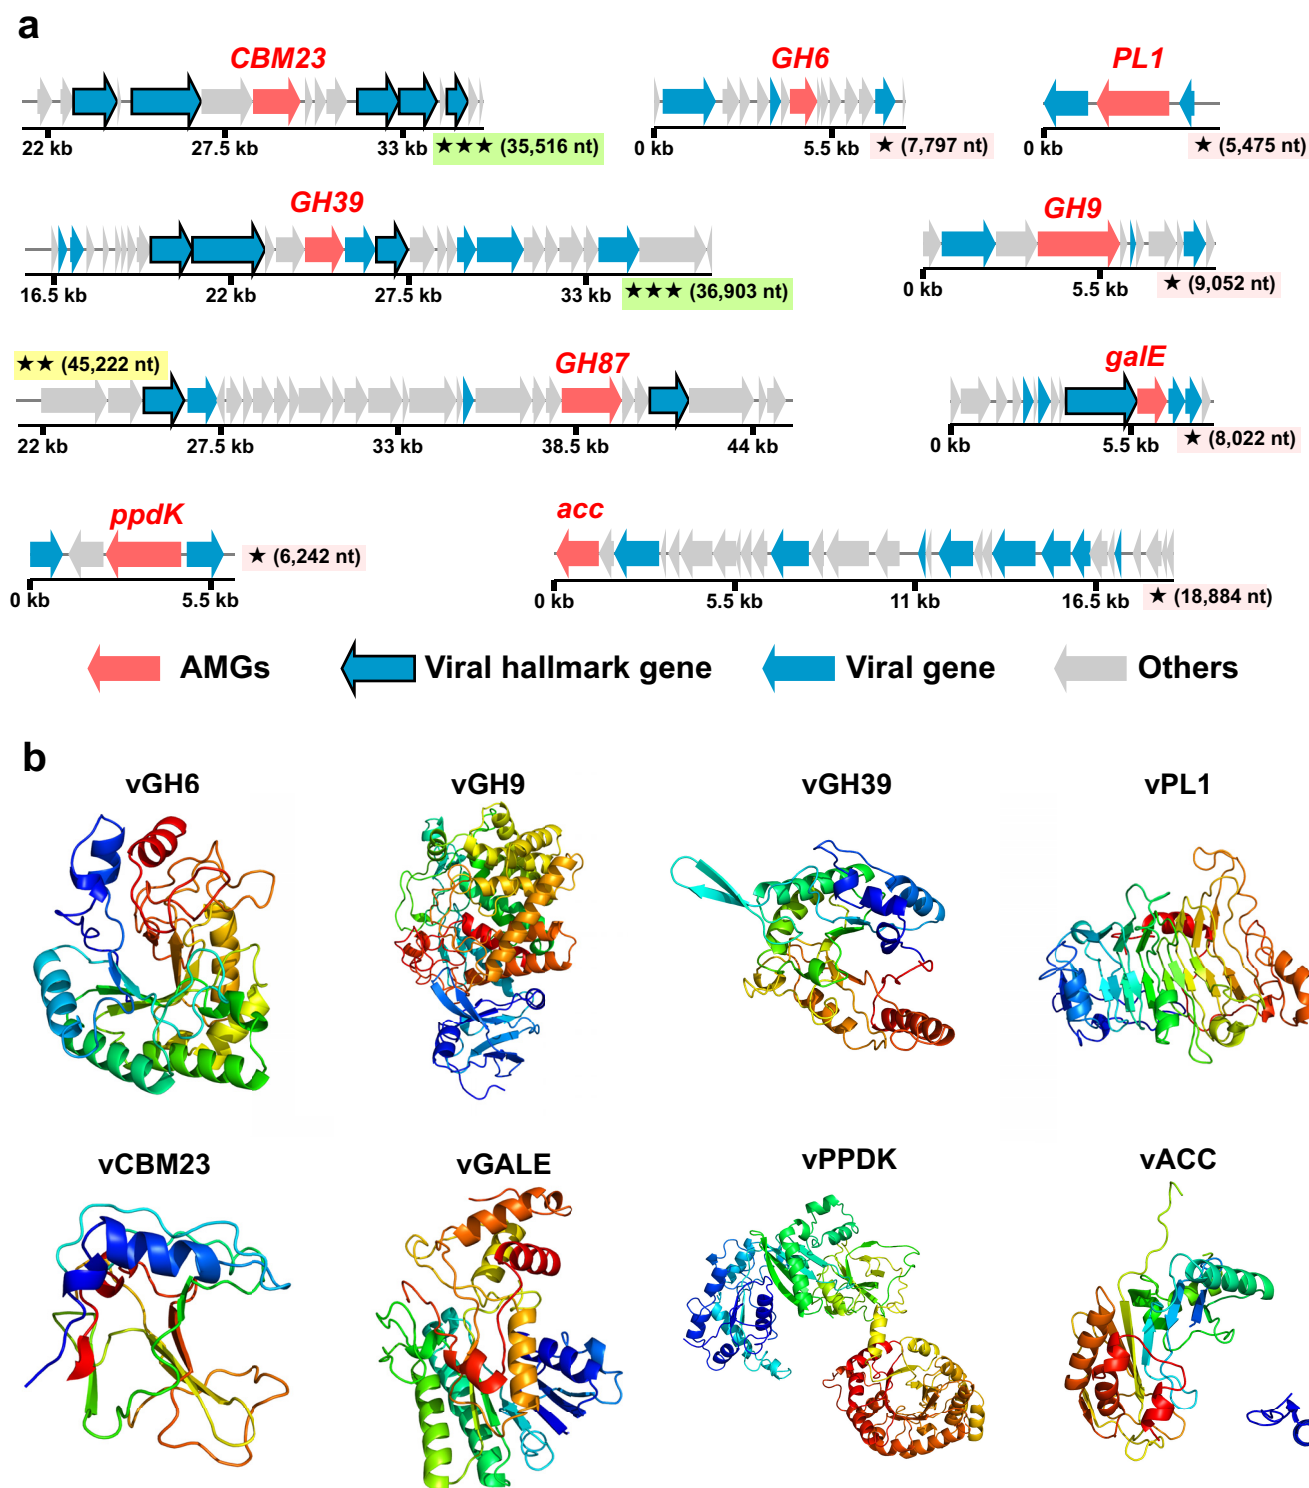 a
CBM23
GH6
PL1
22 kb 27.5 kb 33 kb ★★★ (35,516 nt)
0 kb 5.5 kb ★ (7,797 nt)
0 kb ★ (5,475 nt)
GH39
GH9
16.5 kb 22 kb 27.5 kb 33 kb ★★★ (36,903 nt)
0 kb 5.5 kb ★ (9,052 nt)
★★ (45,222 nt)
GH87
galE
22 kb 27.5 kb 33 kb 38.5 kb 44 kb
0 kb 5.5 kb ★ (8,022 nt)
ppdK
acc
0 kb 5.5 kb ★ (6,242 nt)
0 kb 5.5 kb 11 kb 16.5 kb ★ (18,884 nt)
AMGs Viral hallmark gene Viral gene Others
b
vGH6 vGH9 vGH39 vPL1
vCBM23 vGALE vPPDK vACC